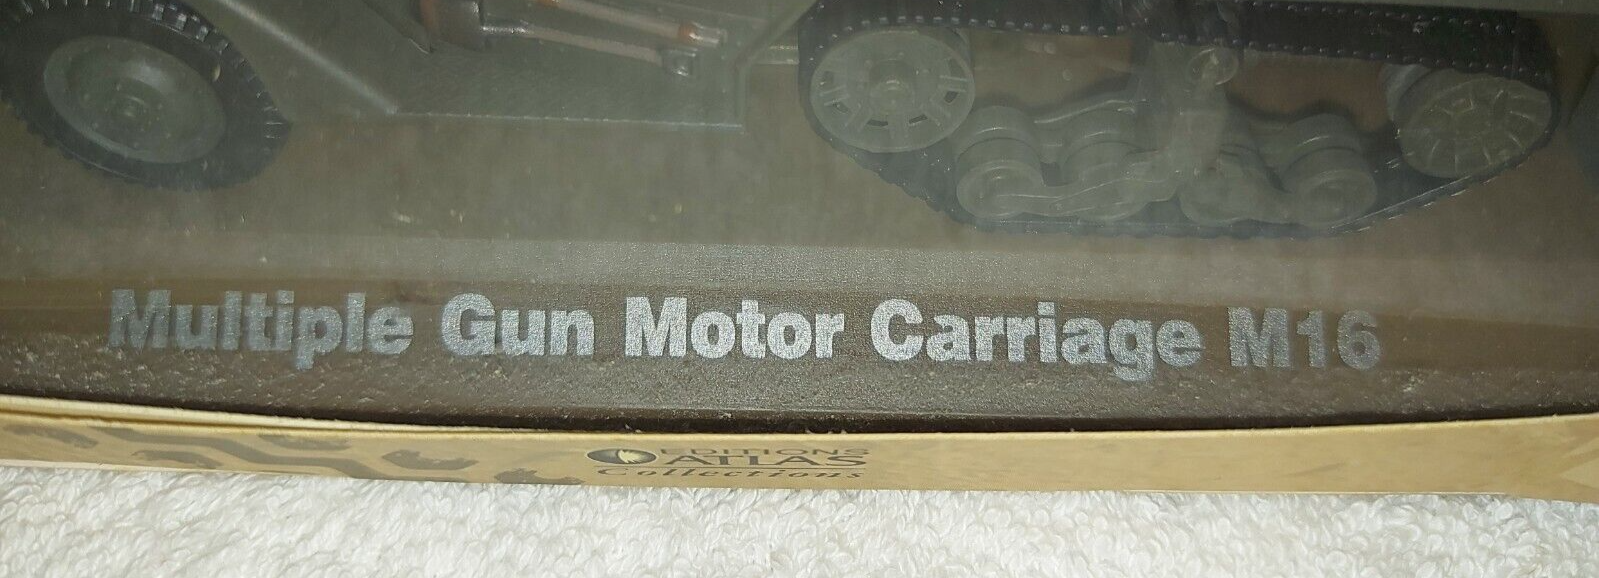 Multiple Gun Motor Carriage M16
EDITIONS
ATLAS
Collections